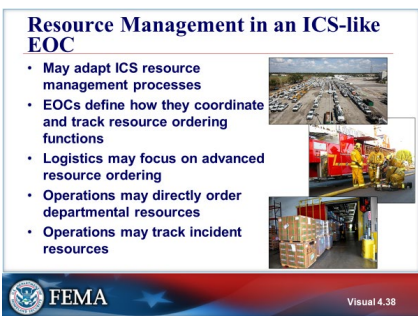 Resource Management in an ICS-like
EOC
• May adapt ICS resource
management processes
• EOCs define how they coordinate
and track resource ordering
functions
• Logistics may focus on advanced
resource ordering
• Operations may directly order
departmental resources
• Operations may track incident
resources
FEMA
Visual 4.38